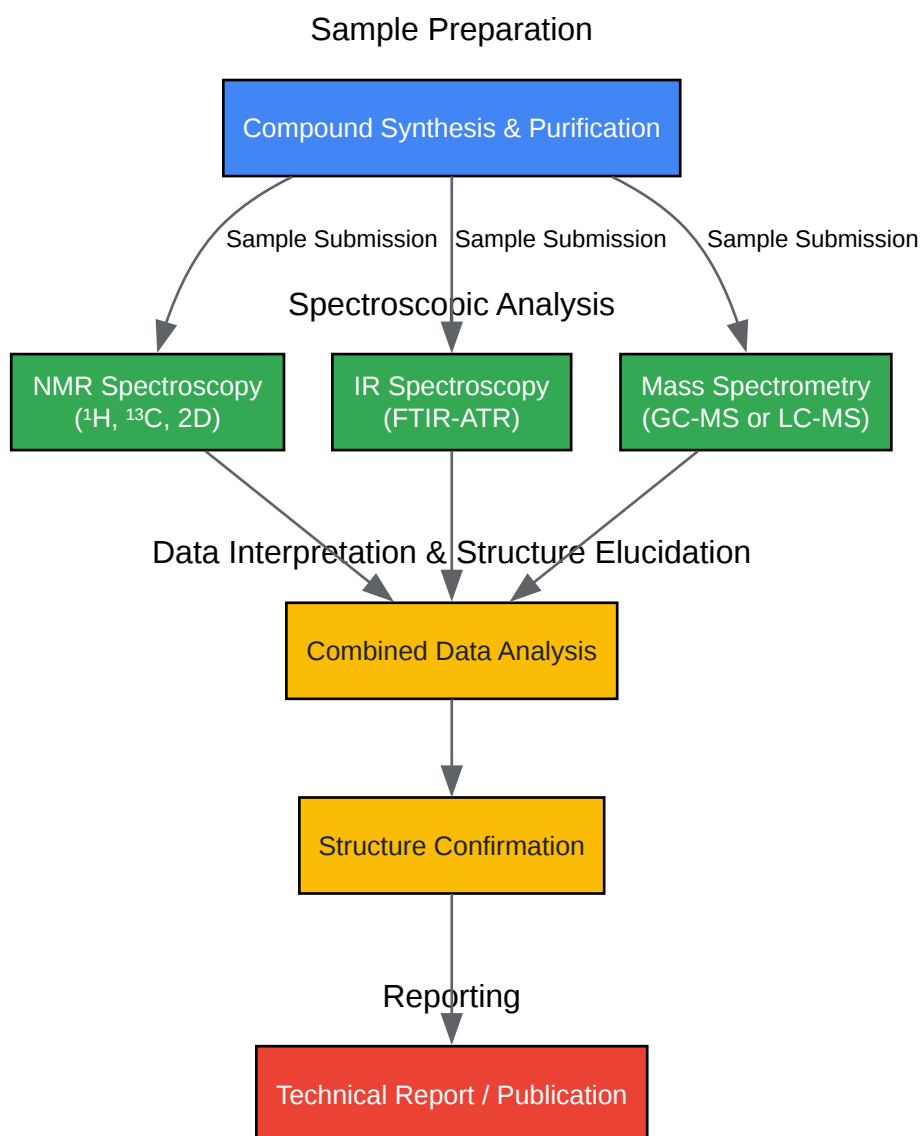 Sample Preparation
Compound Synthesis & Purification
Sample Submission
Sample Submission
Sample Submission
Spectroscopic Analysis
NMR Spectroscopy
(¹H, ¹³C, 2D)
IR Spectroscopy
(FTIR-ATR)
Mass Spectrometry
(GC-MS or LC-MS)
Data Interpretation & Structure Elucidation
Combined Data Analysis
Structure Confirmation
Reporting
Technical Report / Publication